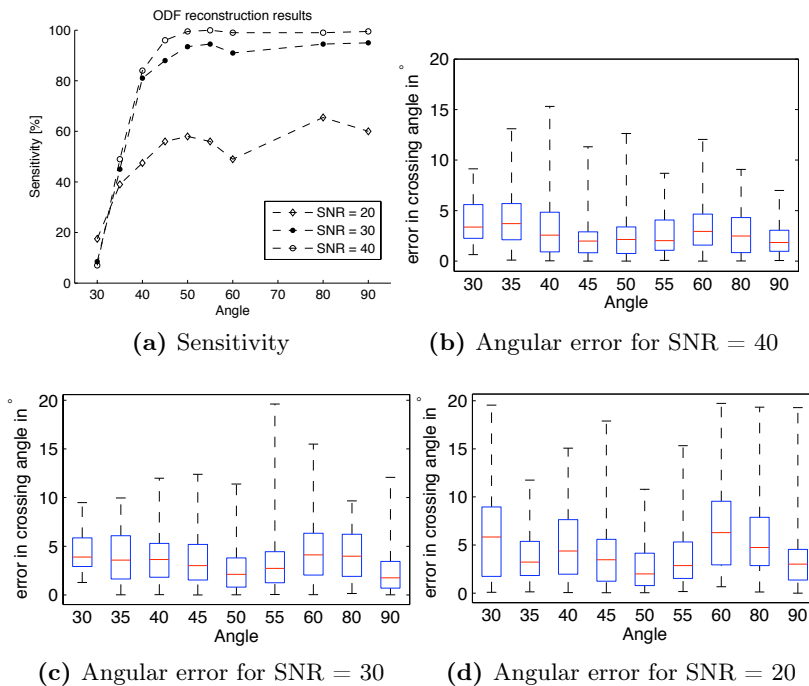 ODF reconstruction results
Sensitivity [%]
100
80
60
40
20
0
30 40 50 60 70 80 90
Angle
SNR = 20
SNR = 30
SNR = 40
(a) Sensitivity
error in crossing angle in °
20
15
10
5
0
30 35 40 45 50 55 60 80 90
Angle
(b) Angular error for SNR = 40
error in crossing angle in °
20
15
10
5
0
30 35 40 45 50 55 60 80 90
Angle
(c) Angular error for SNR = 30
error in crossing angle in °
20
15
10
5
0
30 35 40 45 50 55 60 80 90
Angle
(d) Angular error for SNR = 20